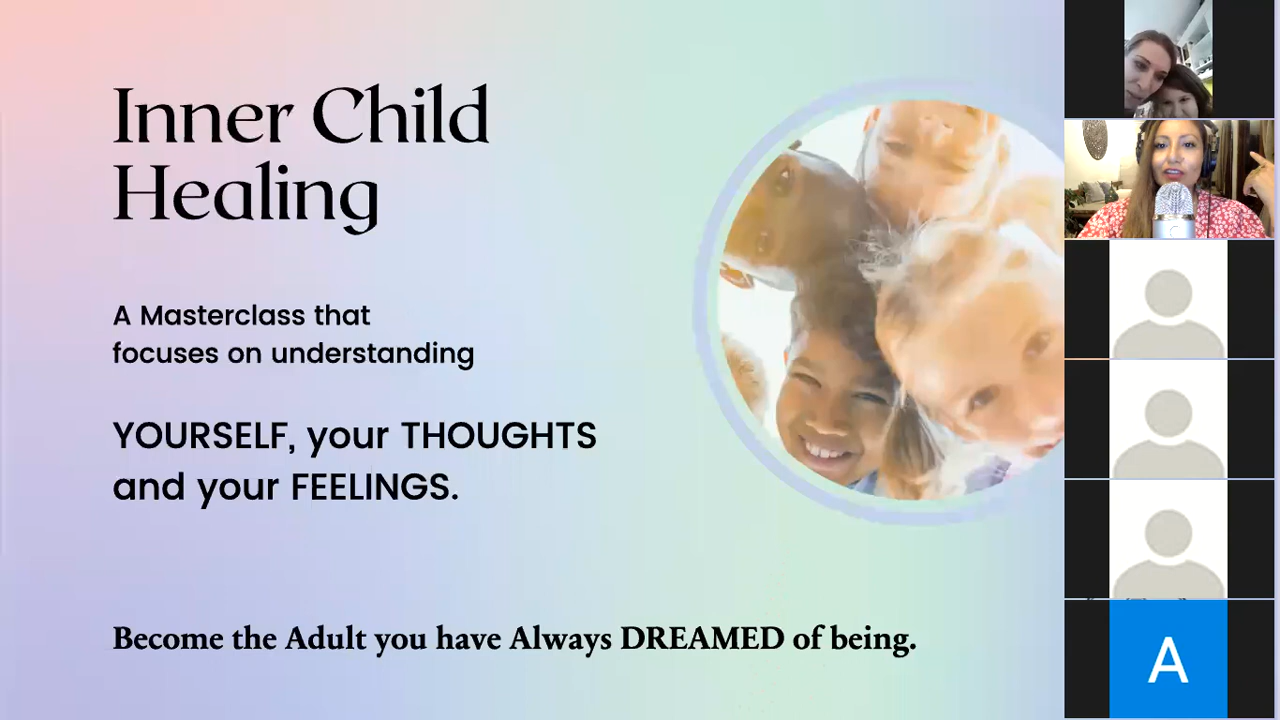 Inner Child
Healing
A Masterclass that
focuses on understanding
YOURSELF, your THOUGHTS
and your FEELINGS.
Become the Adult you have Always DREAMED of being.
A